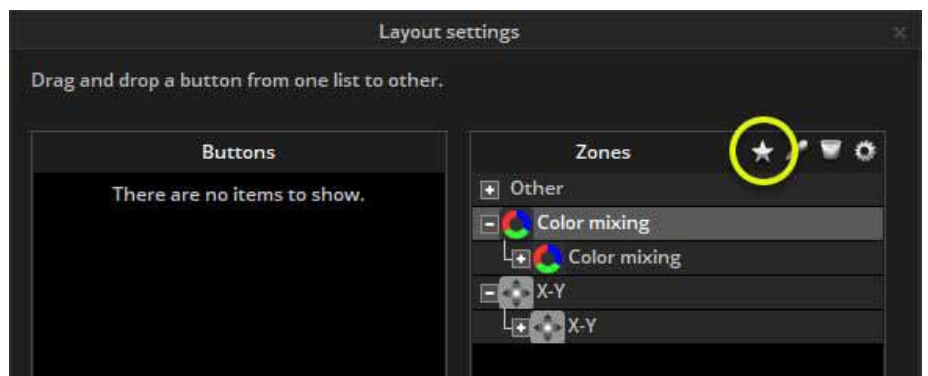 Layout settings
Drag and drop a button from one list to other.
Buttons
There are no items to show.
Zones
Other
Color mixing
Color mixing
X-Y
X-Y